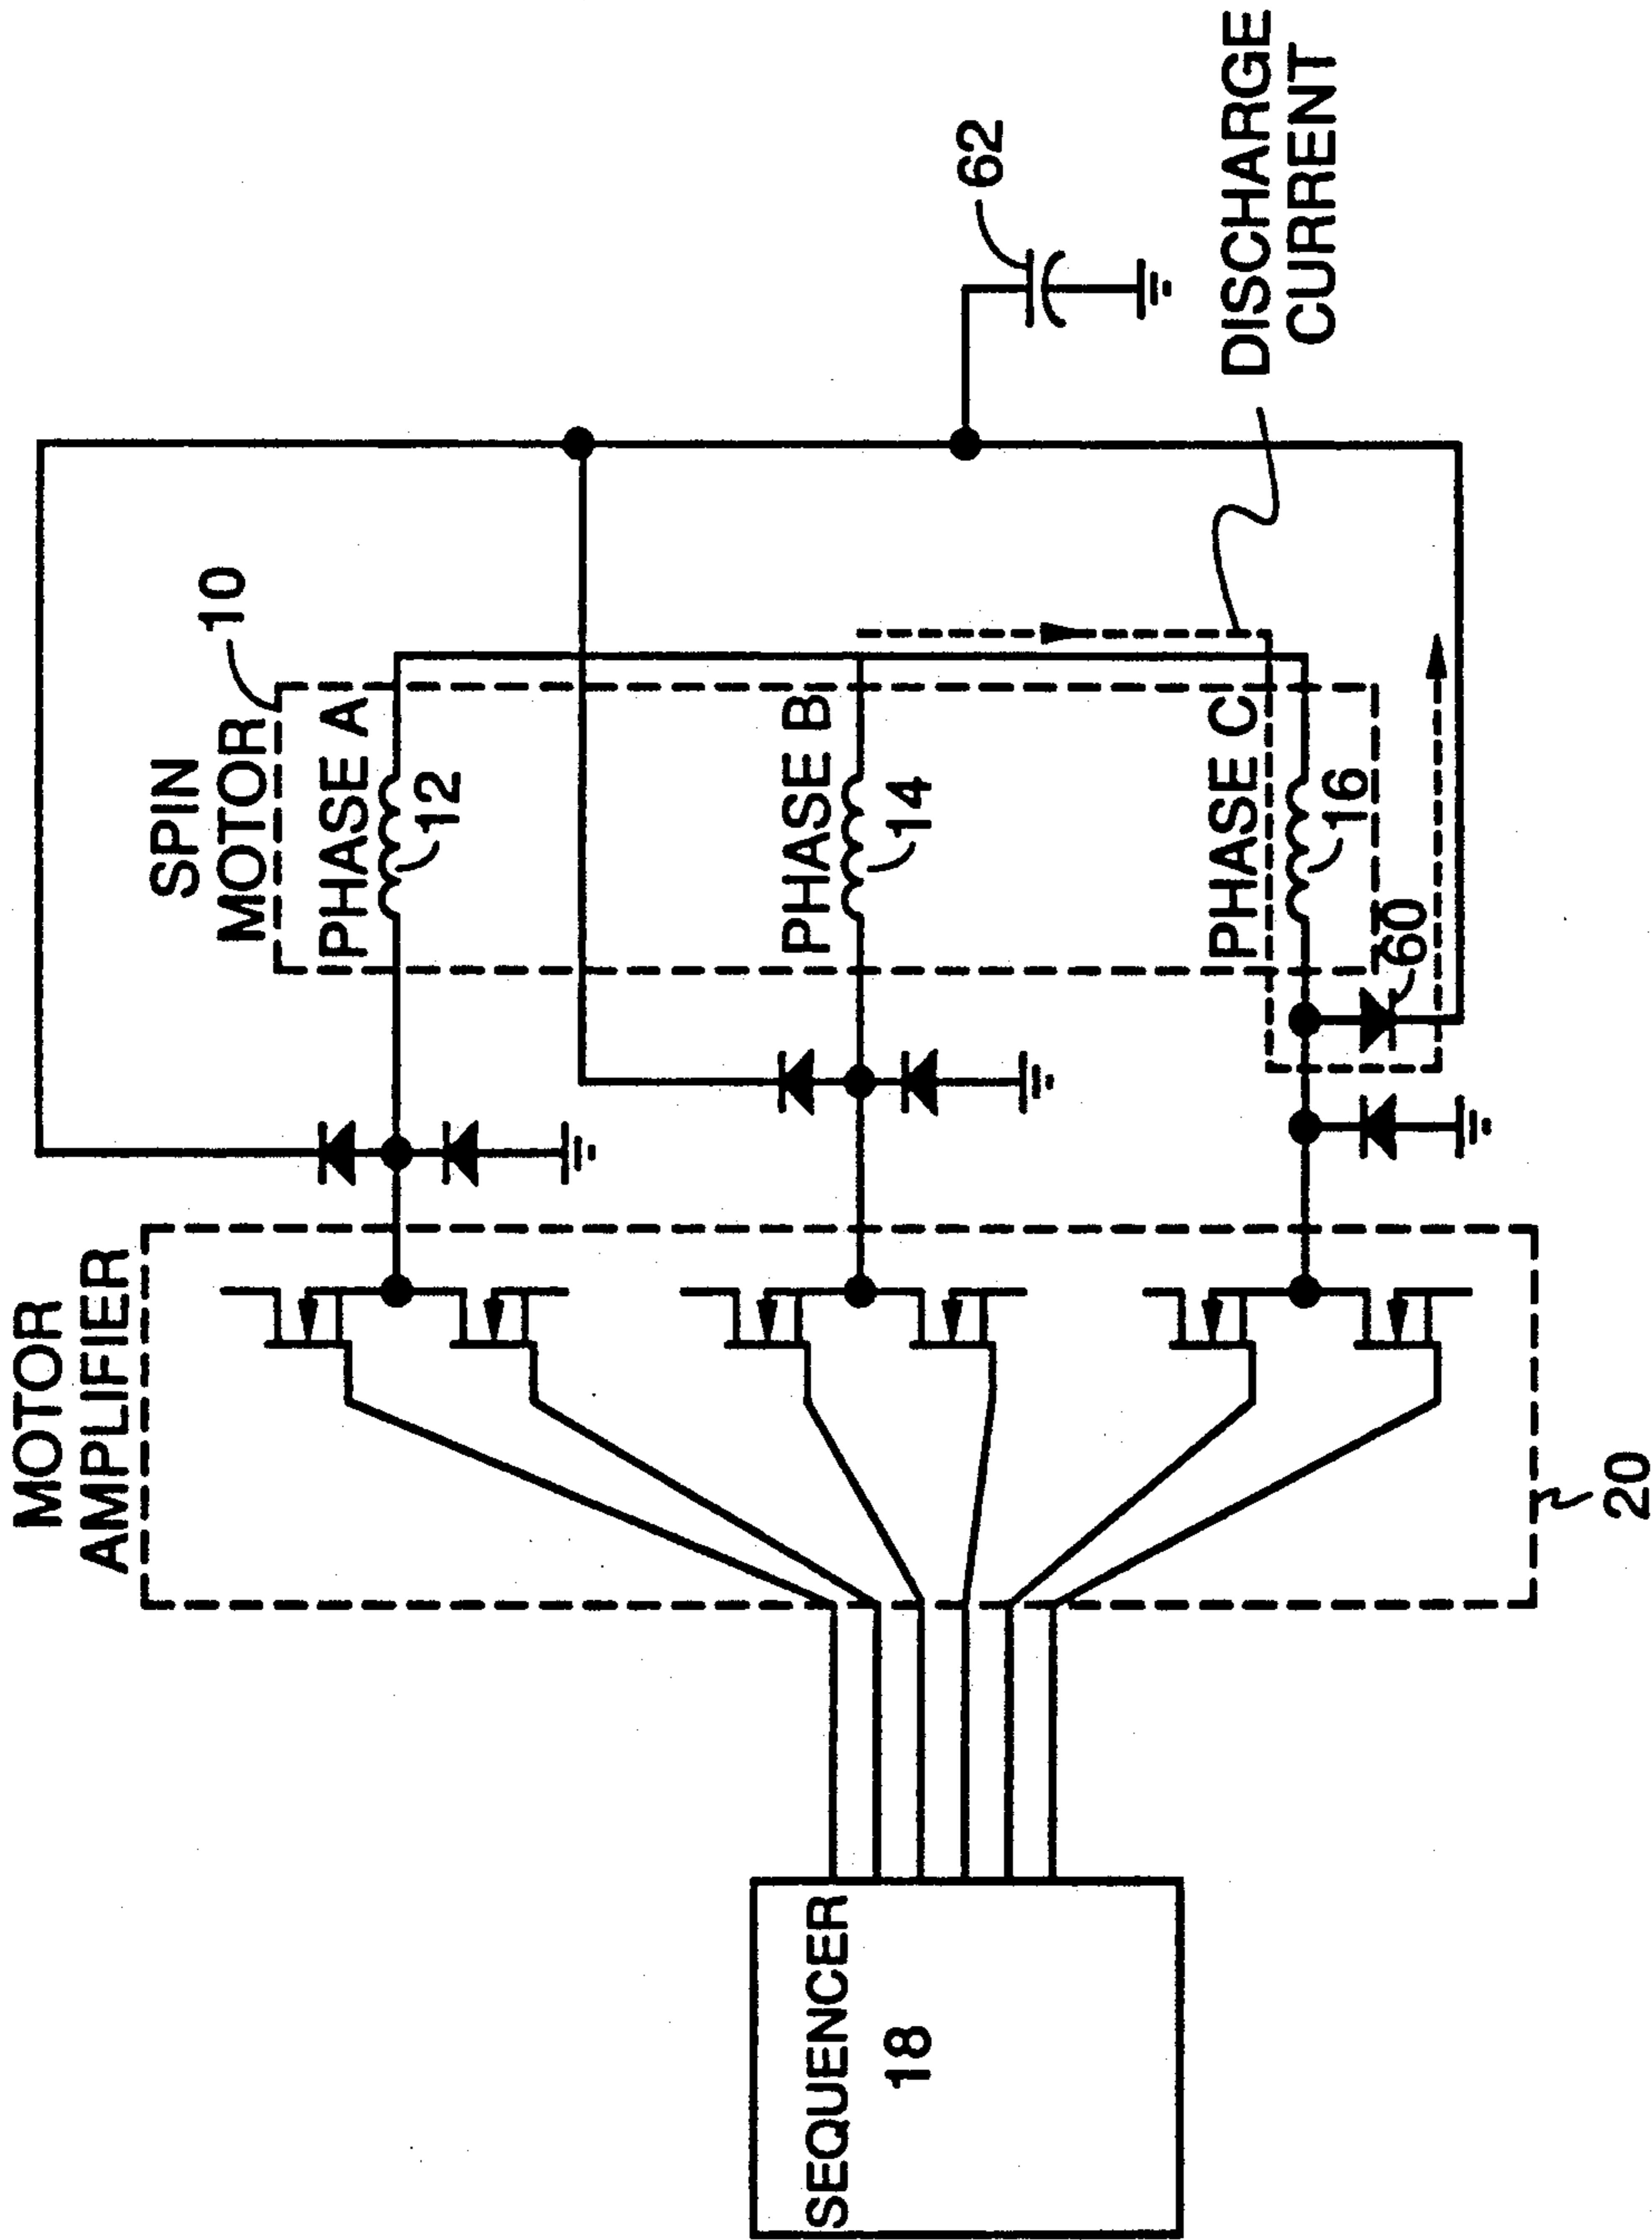 MOTOR
AMPLIFIER
SPIN
MOTOR
10
PHASE A
12
PHASE B
14
PHASE C
16
60
62
DISCHARGE
CURRENT
SEQUENCER
18
20